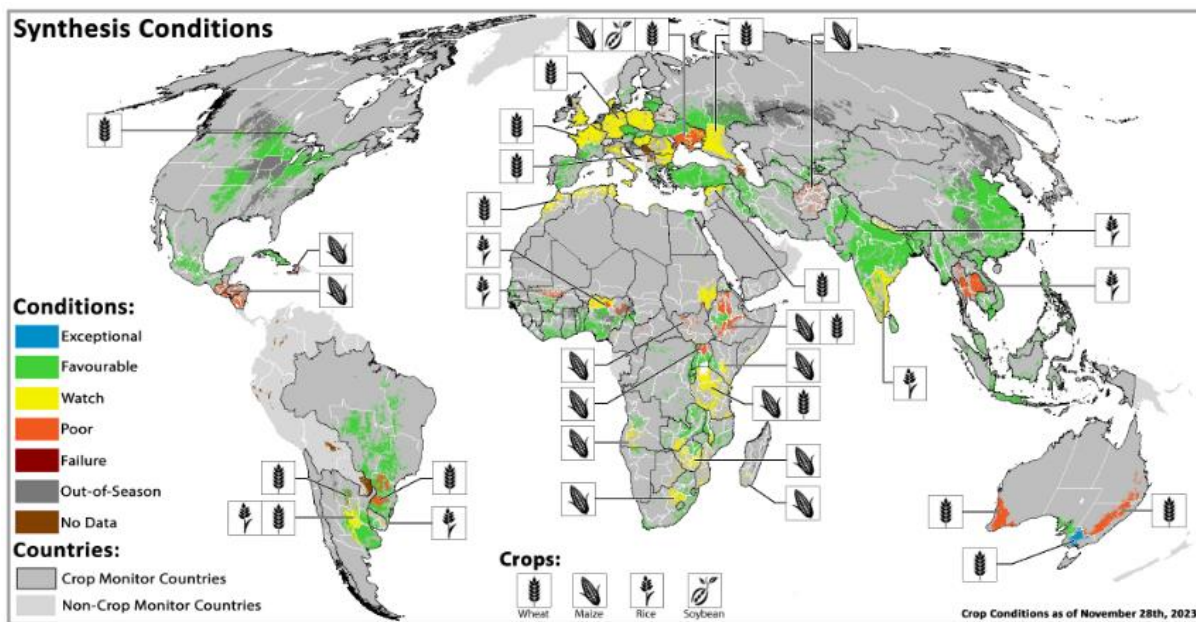 Synthesis Conditions
Conditions:
Exceptional
Favourable
Watch
Poor
Failure
Out-of-Season
No Data
Countries:
Crop Monitor Countries
Non-Crop Monitor Countries
Crops:
Wheat
Maize
Rice
Soybean
Crop Conditions as of November 28th, 2023